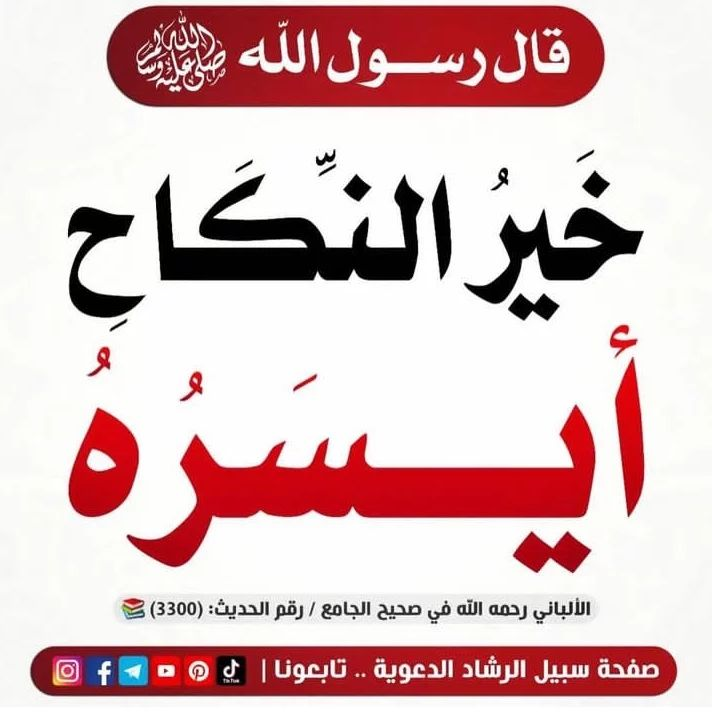 قال رسول الله صلى الله عليه وسلم
خَيرُ النِّكَاحِ
أيسَرُهُ
الألباني رحمه الله في صحيح الجامع / رقم الحديث: (3300)
صفحة سبيل الرشاد الدعوية .. تابعونا |
TikTok